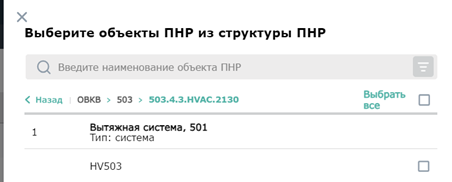 Выберите объекты ПНР из структуры ПНР
Введите наименование объекта ПНР
Назад | ОВКВ > 503 > 503.4.3.HVAC.2130
Выбрать все
1
Вытяжная система, 501
Тип: система
HV503